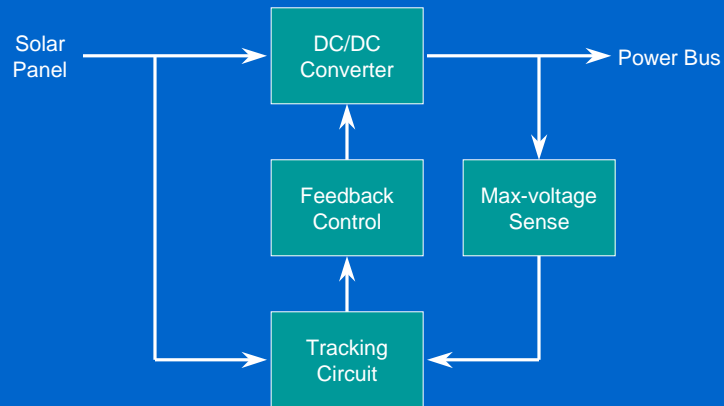 Solar
Panel
DC/DC
Converter
Power Bus
Feedback
Control
Max-voltage
Sense
Tracking
Circuit